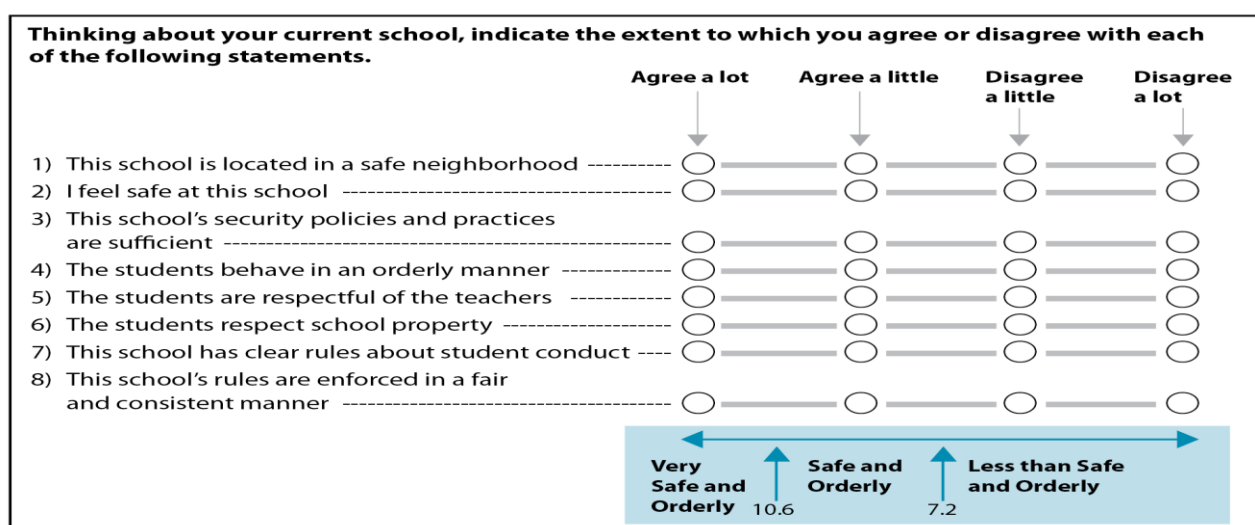 Thinking about your current school, indicate the extent to which you agree or disagree with each
of the following statements.
Agree a lot
Agree a little
Disagree
a little
Disagree
a lot
1) This school is located in a safe neighborhood
2) I feel safe at this school
3) This school’s security policies and practices
are sufficient
4) The students behave in an orderly manner
5) The students are respectful of the teachers
6) The students respect school property
7) This school has clear rules about student conduct
8) This school’s rules are enforced in a fair
and consistent manner
Very
Safe and
Orderly
10.6
Safe and
Orderly
7.2
Less than Safe
and Orderly